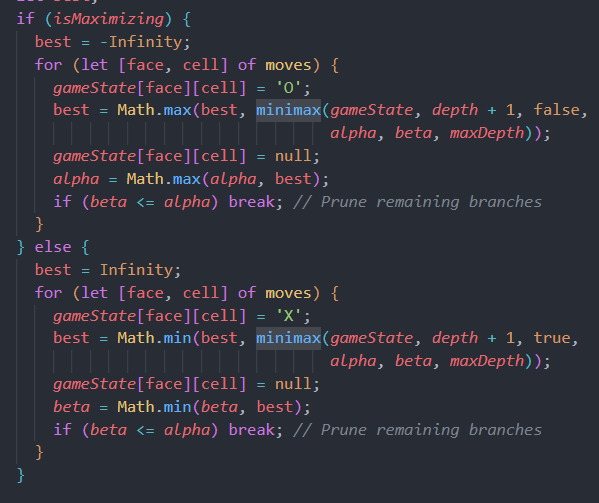 if (isMaximizing) {
best = -Infinity;
for (let [face, cell] of moves) {
gameState[face][cell] = 'O';
best = Math.max(best, minimax(gameState, depth + 1, false,
alpha, beta, maxDepth));
gameState[face][cell] = null;
alpha = Math.max(alpha, best);
if (beta <= alpha) break; // Prune remaining branches
}
} else {
best = Infinity;
for (let [face, cell] of moves) {
gameState[face][cell] = 'X';
best = Math.min(best, minimax(gameState, depth + 1, true,
alpha, beta, maxDepth));
gameState[face][cell] = null;
beta = Math.min(beta, best);
if (beta <= alpha) break; // Prune remaining branches
}
}